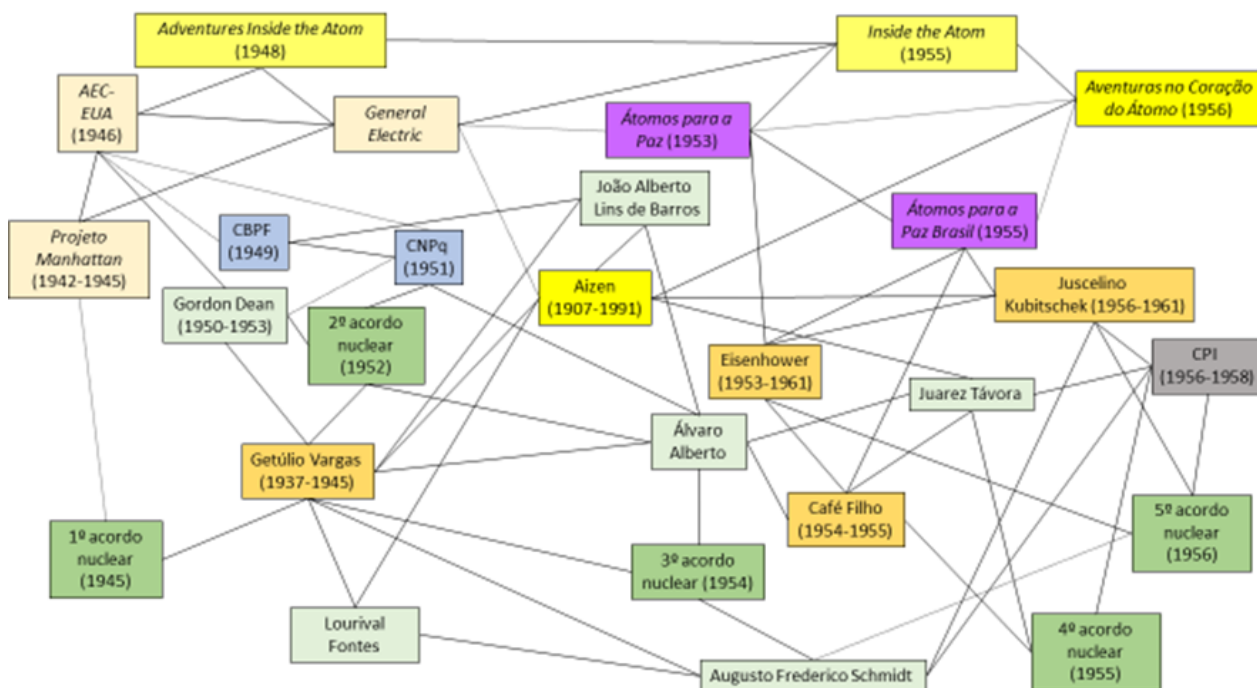 Adventures Inside the Atom
(1948)
Inside the Atom
(1955)
AEC-
EUA
(1946)
General
Electric
Átomos para a
Paz (1953)
Aventuras no Coração
do Átomo (1956)
João Alberto
Lins de Barros
Projeto
Manhattan
(1942-1945)
CBPF
(1949)
CNPq
(1951)
Átomos para a
Paz Brasil (1955)
Gordon Dean
(1950-1953)
2º acordo
nuclear
(1952)
Aizen
(1907-1991)
Juscelino
Kubitschek (1956-1961)
Eisenhower
(1953-1961)
Juarez Távora
CPI
(1956-1958)
Getúlio Vargas
(1937-1945)
Álvaro
Alberto
Café Filho
(1954-1955)
5º acordo
nuclear
(1956)
1º acordo
nuclear
(1945)
3º acordo
nuclear (1954)
Lourival
Fontes
Augusto Frederico Schmidt
4º acordo
nuclear
(1955)